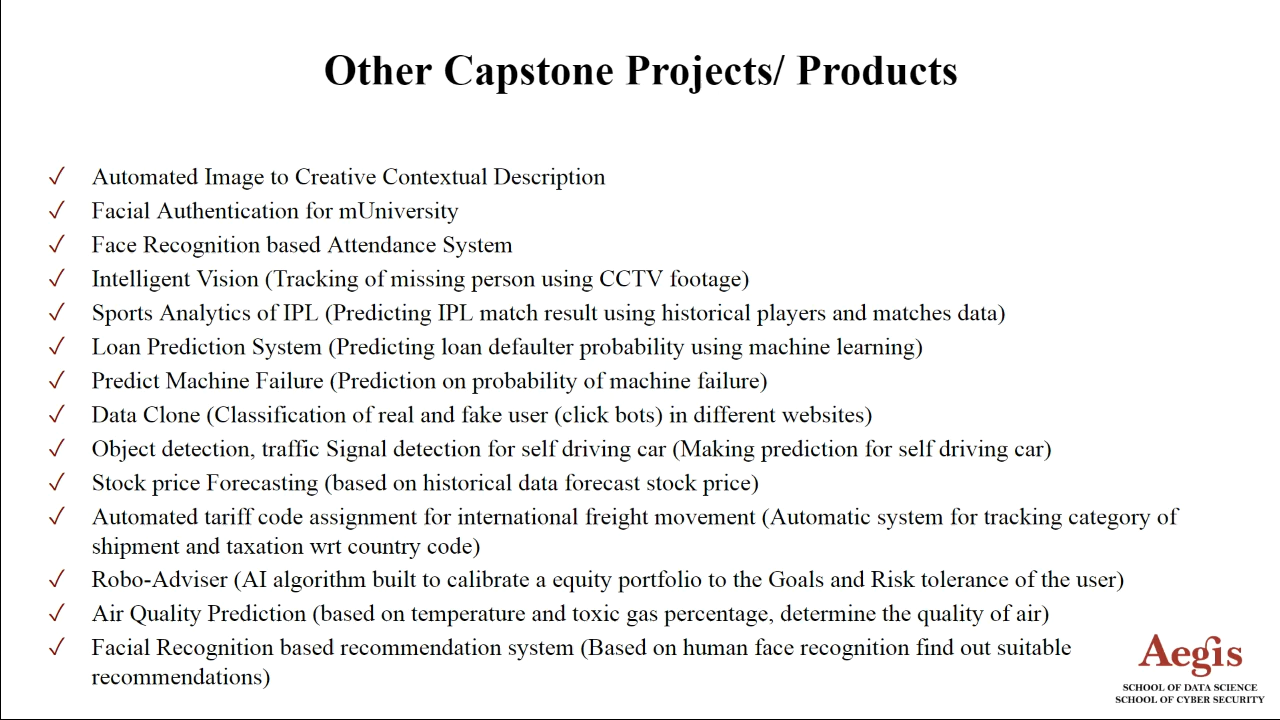 Other Capstone Projects/ Products
✓ Automated Image to Creative Contextual Description
✓ Facial Authentication for mUniversity
✓ Face Recognition based Attendance System
✓ Intelligent Vision (Tracking of missing person using CCTV footage)
✓ Sports Analytics of IPL (Predicting IPL match result using historical players and matches data)
✓ Loan Prediction System (Predicting loan defaulter probability using machine learning)
✓ Predict Machine Failure (Prediction on probability of machine failure)
✓ Data Clone (Classification of real and fake user (click bots) in different websites)
✓ Object detection, traffic Signal detection for self driving car (Making prediction for self driving car)
✓ Stock price Forecasting (based on historical data forecast stock price)
✓ Automated tariff code assignment for international freight movement (Automatic system for tracking category of
shipment and taxation wrt country code)
✓ Robo-Adviser (AI algorithm built to calibrate a equity portfolio to the Goals and Risk tolerance of the user)
✓ Air Quality Prediction (based on temperature and toxic gas percentage, determine the quality of air)
✓ Facial Recognition based recommendation system (Based on human face recognition find out suitable
recommendations)
Aegis
SCHOOL OF DATA SCIENCE
SCHOOL OF CYBER SECURITY